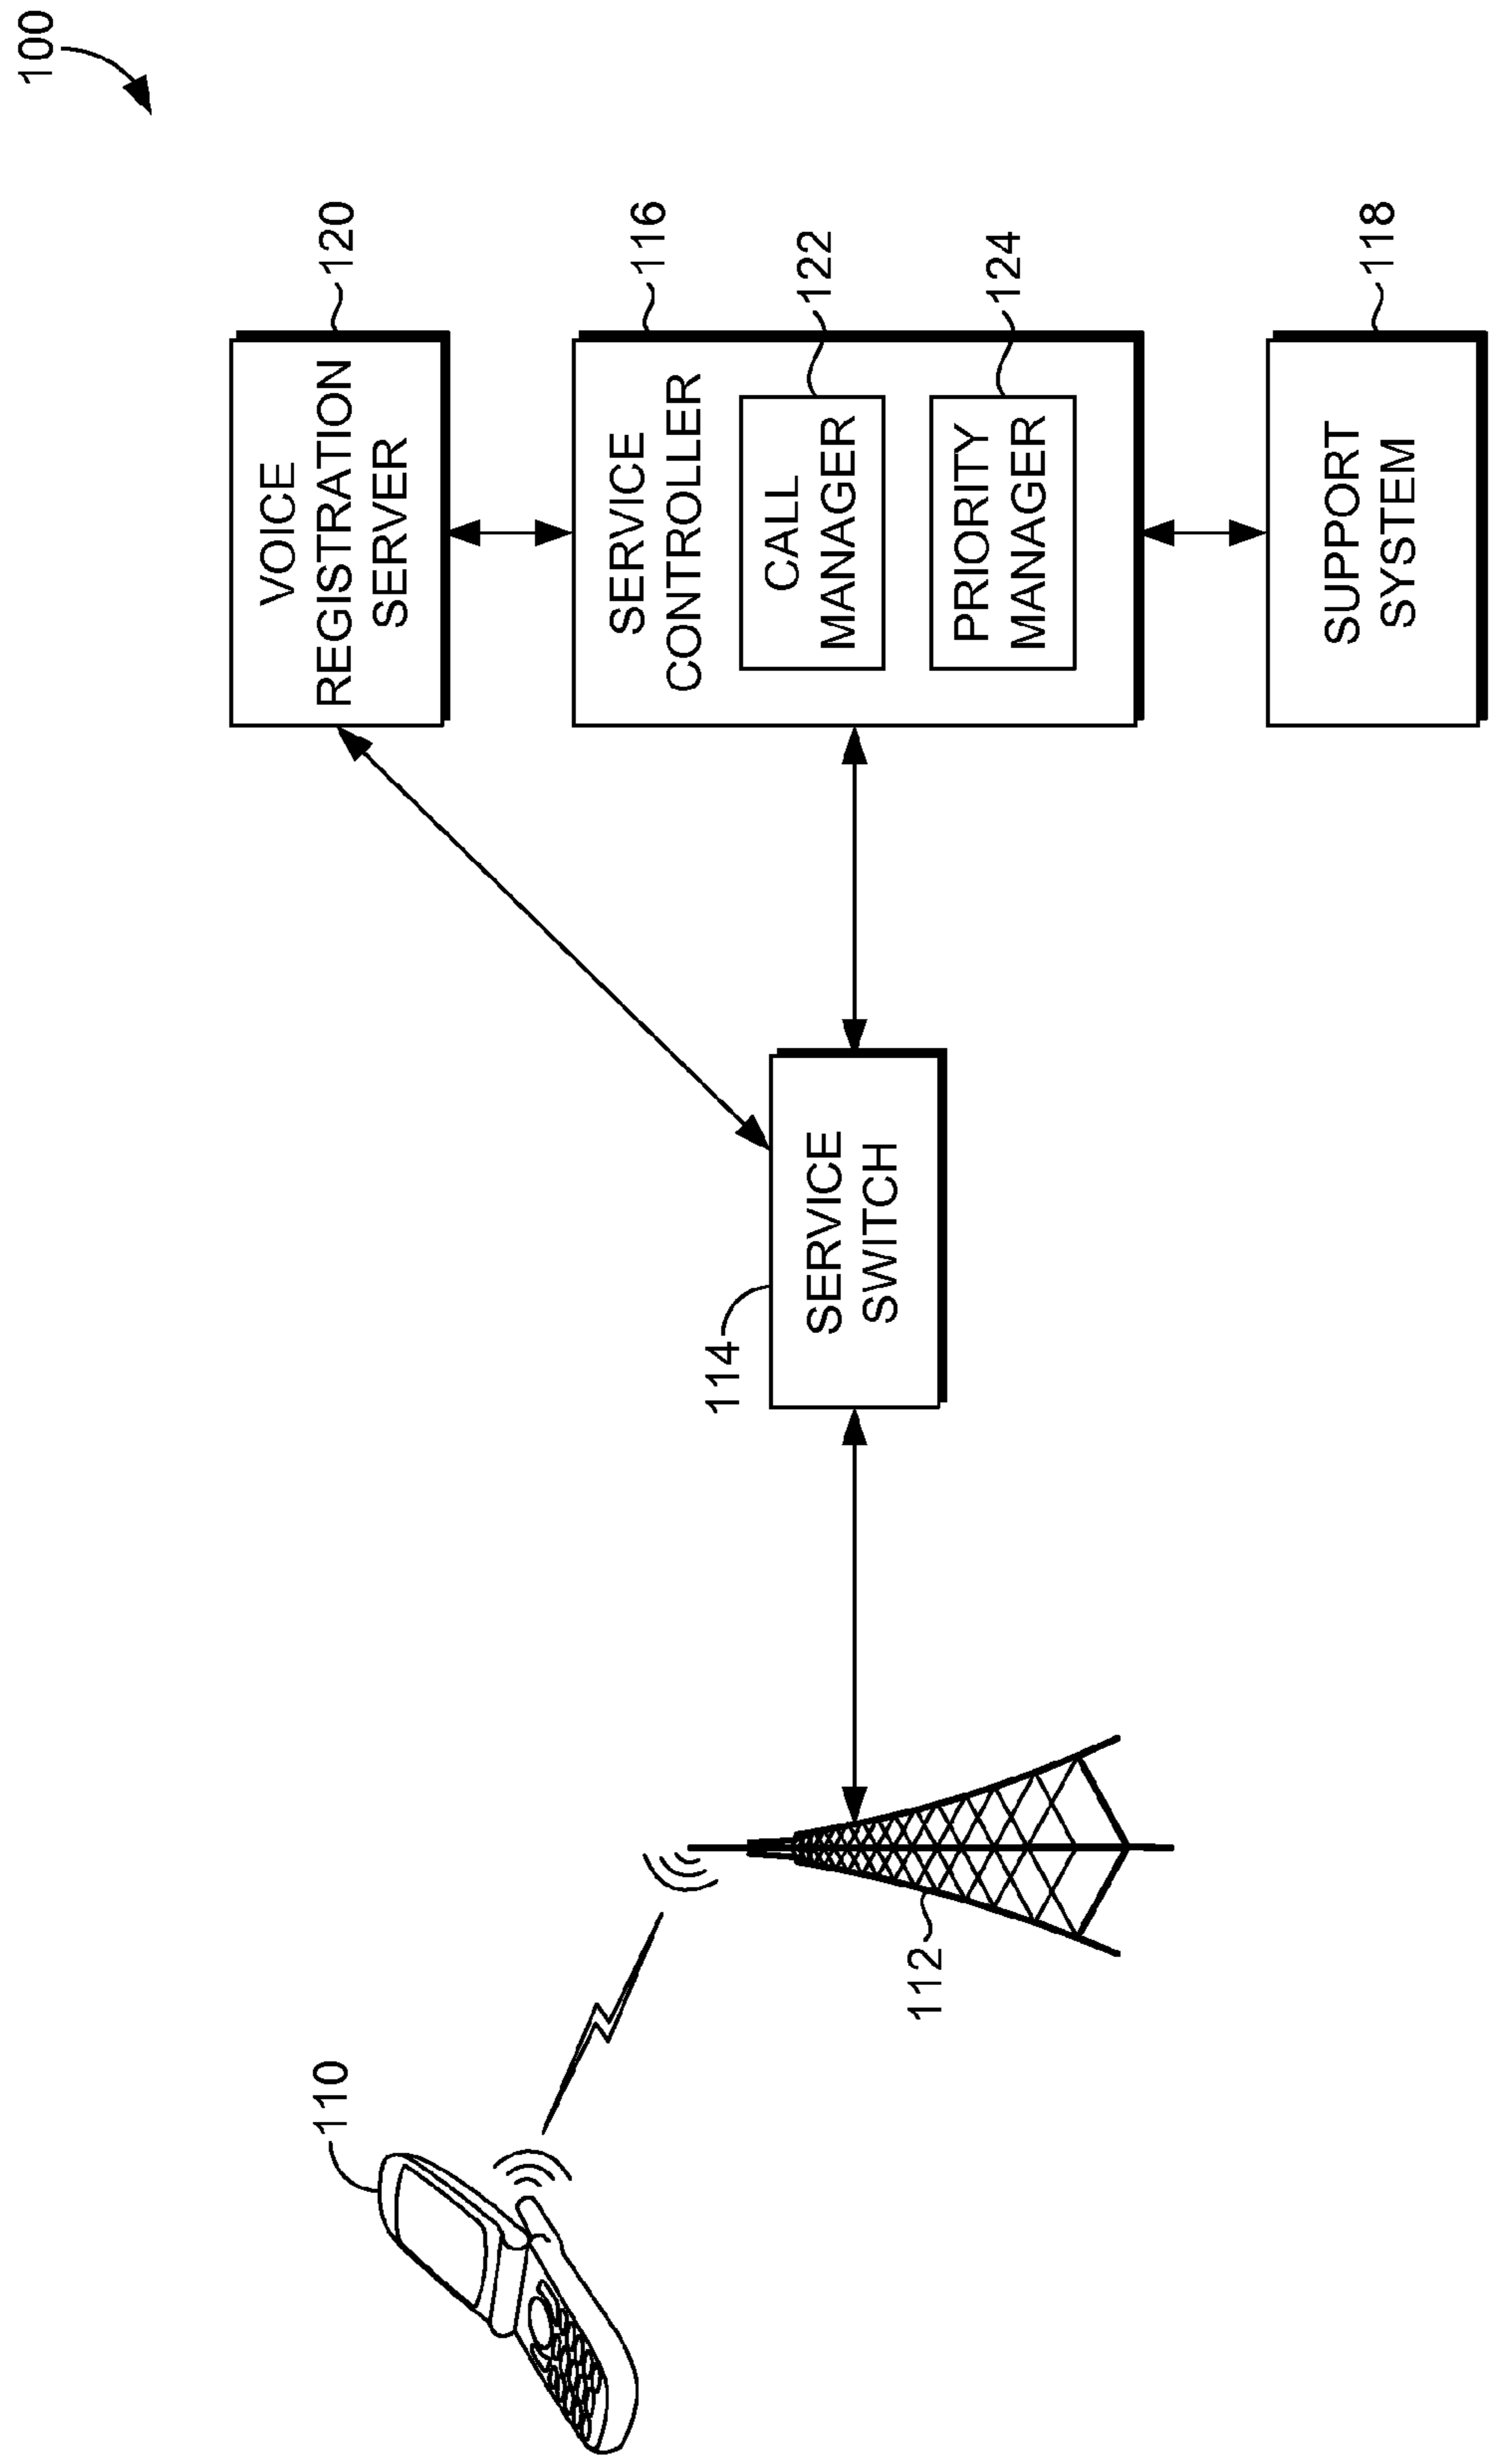 100
110
112
114
SERVICE
SWITCH
VOICE
REGISTRATION
SERVER
120
SERVICE
CONTROLLER
116
CALL
MANAGER
122
PRIORITY
MANAGER
124
SUPPORT
SYSTEM
118